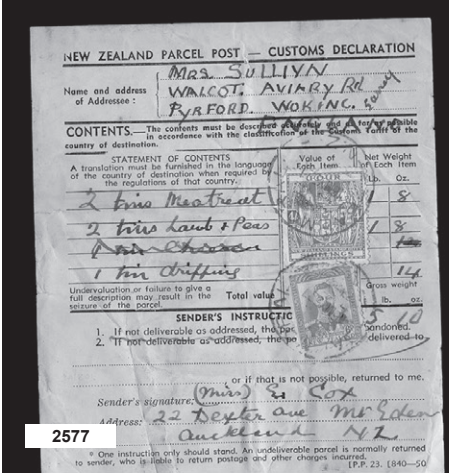 NEW ZEALAND PARCEL POST — CUSTOMS DECLARATION
Name and address of Addressee :
MRS SULLIYN
WALCOT. AVIARY Rd
PYRFORD. WOKING. Surrey
CONTENTS.—The contents must be described accurately and as far as possible
in accordance with the classification of the Customs Tariff of the
country of destination.
STATEMENT OF CONTENTS Value of Net Weight
A translation must be furnished in the language Each Item of Each Item
of the country of destination when required by Lb. Oz.
the regulations of that country.
2 tins Meatreat 1 8
2 tins Lamb & Peas 1 8
1 tin dripping 14
Undervaluation or failure to give a Gross weight
full description may result in the Total value lb. oz.
seizure of the parcel. 5 10
SENDER'S INSTRUCTIO
1. If not deliverable as addressed, the par andoned.
2. If not deliverable as addressed, the pa delivered to
or if that is not possible, returned to me.
Sender's signature: (Miss) Cox
Address: 22 Dexter ave Mt Eden
Auckland NZ
2577
* One instruction only should stand. An undeliverable parcel is normally returned
to sender, who is liable to return postage and other charges incurred. [P.P. 23. (840—50